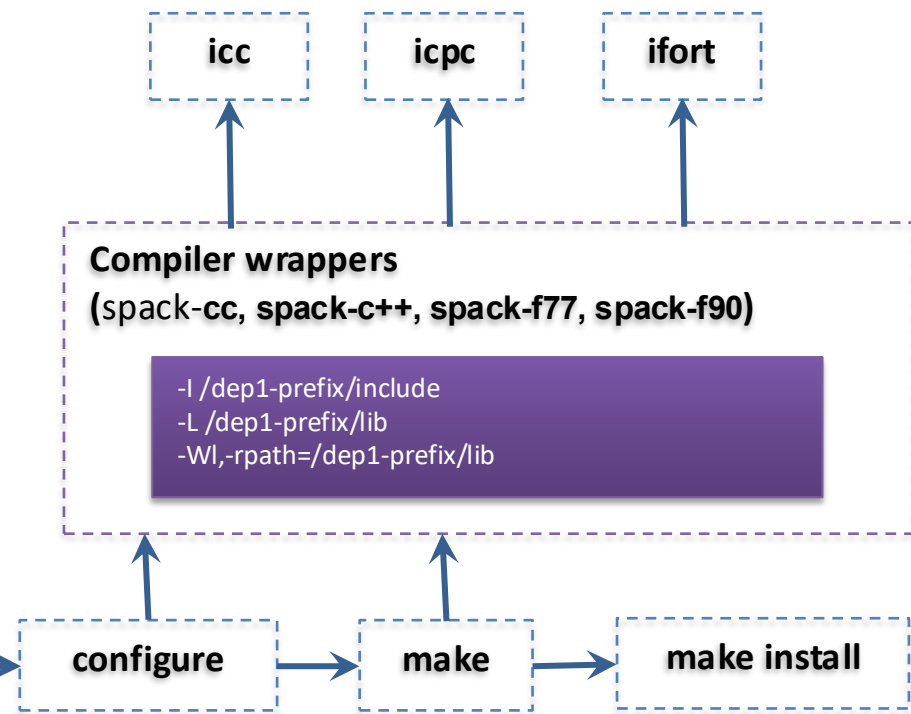 icc icpc ifort
Compiler wrappers
(spack-cc, spack-c++, spack-f77, spack-f90)
-I /dep1-prefix/include
-L /dep1-prefix/lib
-Wl,-rpath=/dep1-prefix/lib
configure make make install